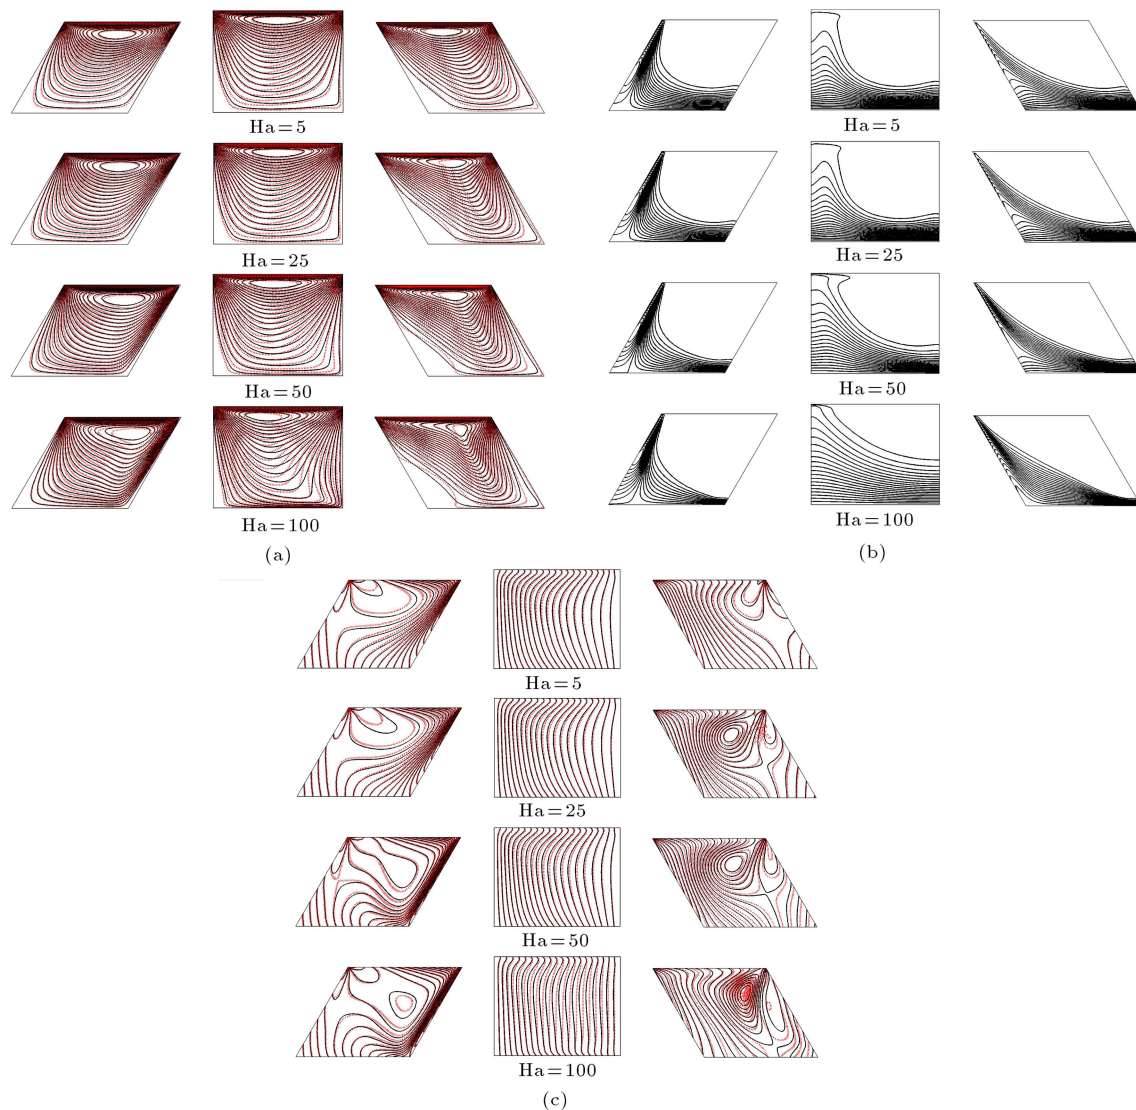 Ha = 5
Ha = 5
Ha = 25
Ha = 25
Ha = 50
Ha = 50
Ha = 100
Ha = 100
(a)
(b)
Ha = 5
Ha = 25
Ha = 50
Ha = 100
(c)